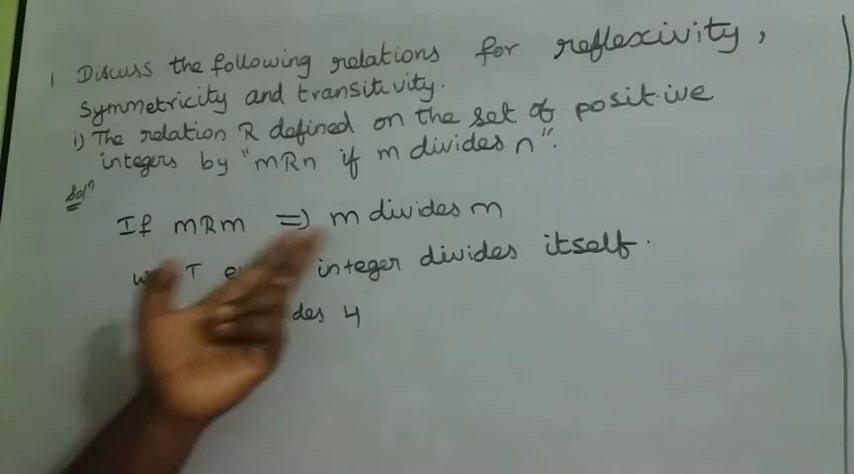 1 Discuss the following relations for reflexivity,
Symmetricity and transitivity.
i) The relation R defined on the set of positive
integers by "mRn if m divides n".
Sol^n
If mRm => m divides m
integer divides itself.
des 4